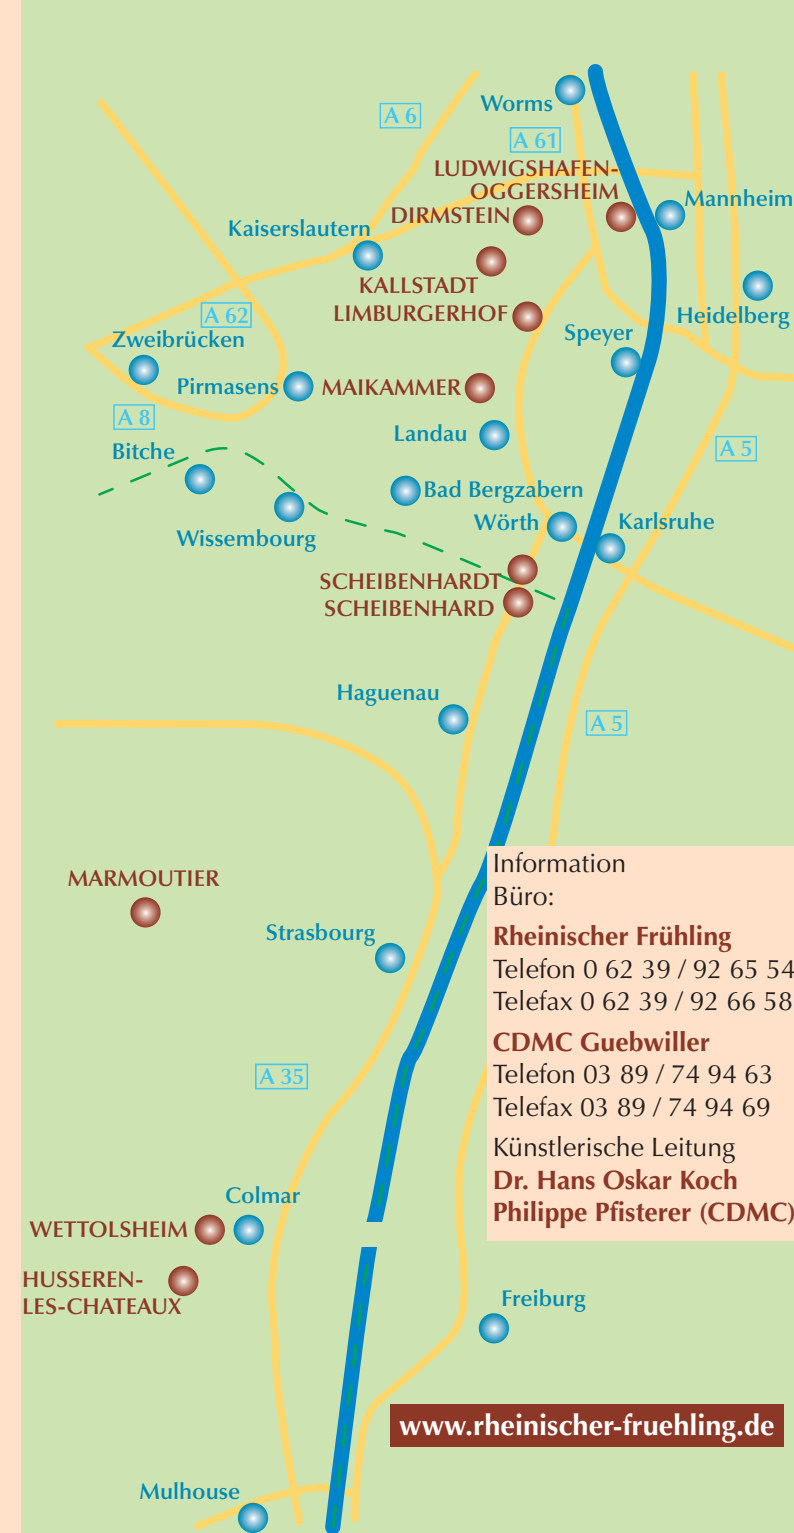 Worms
A 6
A 61
LUDWIGSHAFEN-
OGGERSHEIM
Mannheim
DIRMSTEIN
Kaiserslautern
KALLSTADT
Heidelberg
LIMBURGERHOF
A 62
Speyer
Zweibrücken
Pirmasens
MAIKAMMER
A 8
Landau
A 5
Bitche
Bad Bergzabern
Wörth
Karlsruhe
Wissembourg
SCHEIBENHARDT
SCHEIBENHARD
Haguenau
A 5
MARMOUTIER
Strasbourg
Information
Büro:
Rheinischer Frühling
Telefon 0 62 39 / 92 65 54
Telefax 0 62 39 / 92 66 58
CDMC Guebwiller
Telefon 03 89 / 74 94 63
Telefax 03 89 / 74 94 69
Künstlerische Leitung
Dr. Hans Oskar Koch
Philippe Pfisterer (CDMC)
A 35
Colmar
WETTOLSHEIM
HUSSEREN-
LES-CHATEAUX
Freiburg
www.rheinischer-fruehling.de
Mulhouse